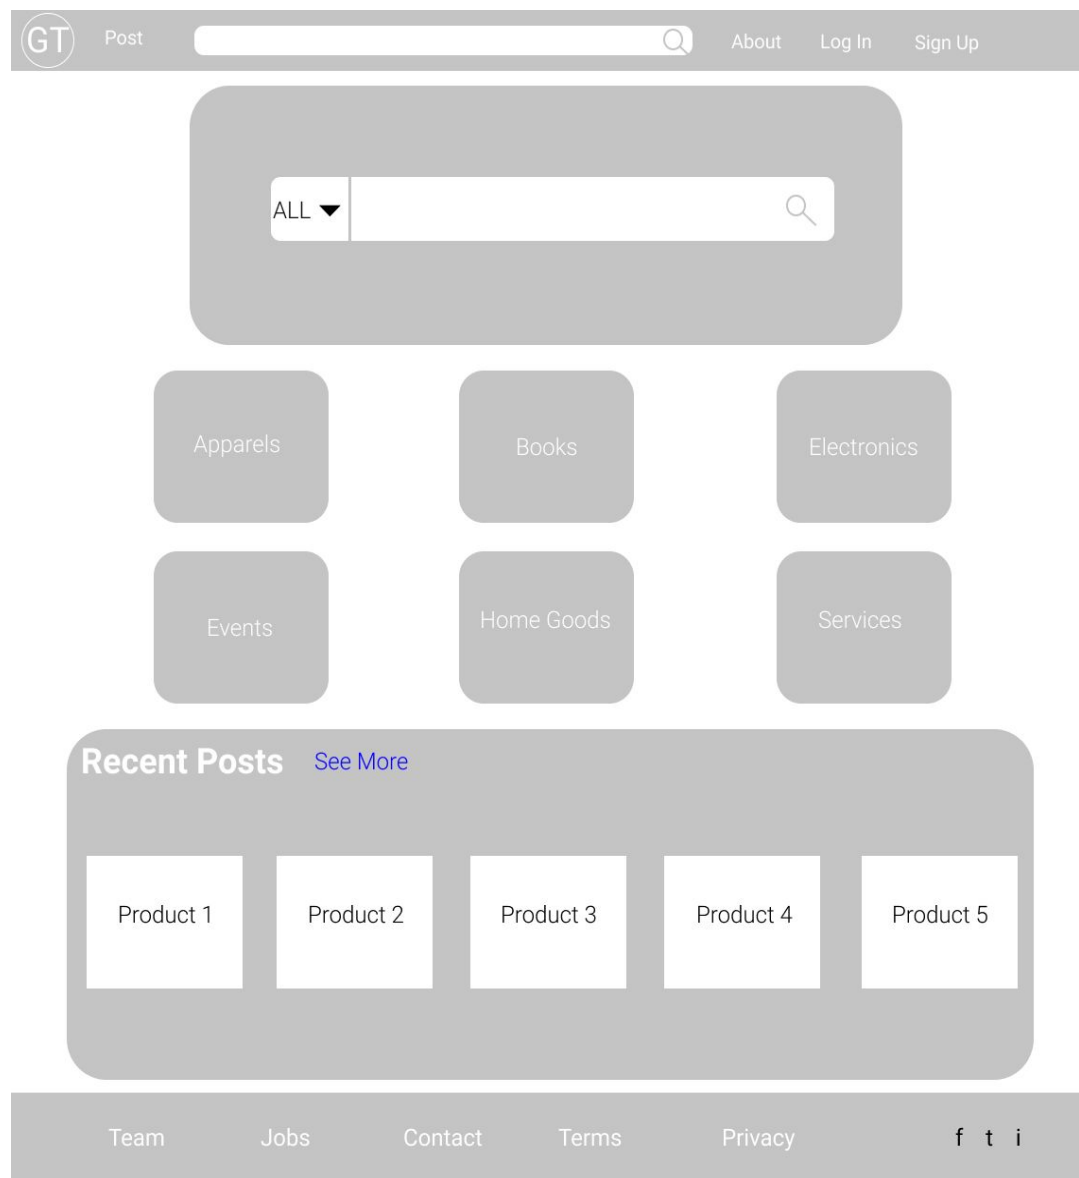 GT Post About Log In Sign Up
ALL
Apparels Books Electronics
Events Home Goods Services
Recent Posts See More
Product 1 Product 2 Product 3 Product 4 Product 5
Team Jobs Contact Terms Privacy f t i